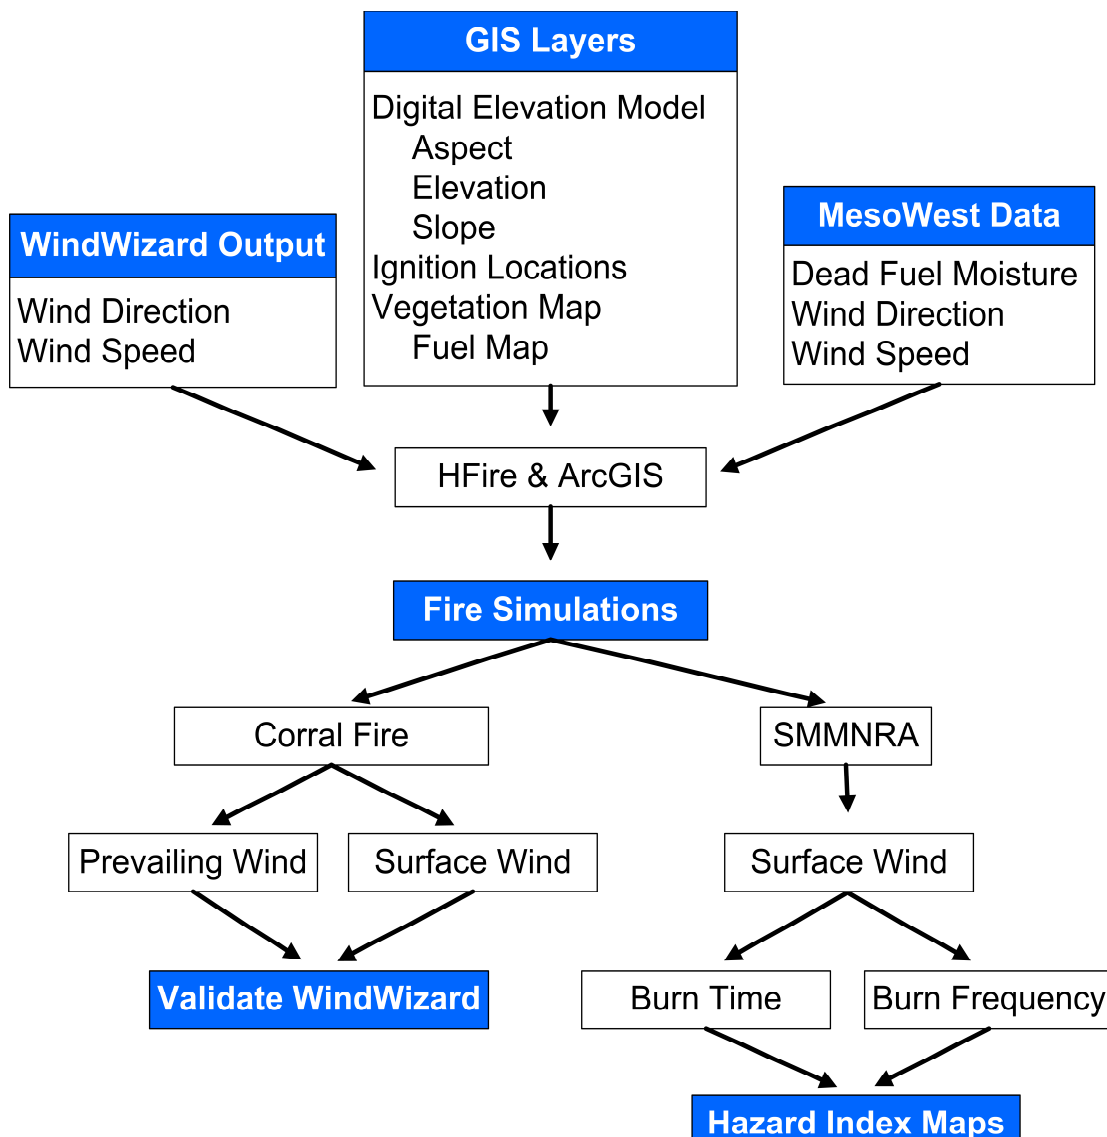 GIS Layers
Digital Elevation Model
Aspect
Elevation
Slope
Ignition Locations
Vegetation Map
Fuel Map
WindWizard Output
Wind Direction
Wind Speed
MesoWest Data
Dead Fuel Moisture
Wind Direction
Wind Speed
HFire & ArcGIS
Fire Simulations
Corral Fire
SMMNRA
Prevailing Wind
Surface Wind
Surface Wind
Validate WindWizard
Burn Time
Burn Frequency
Hazard Index Maps